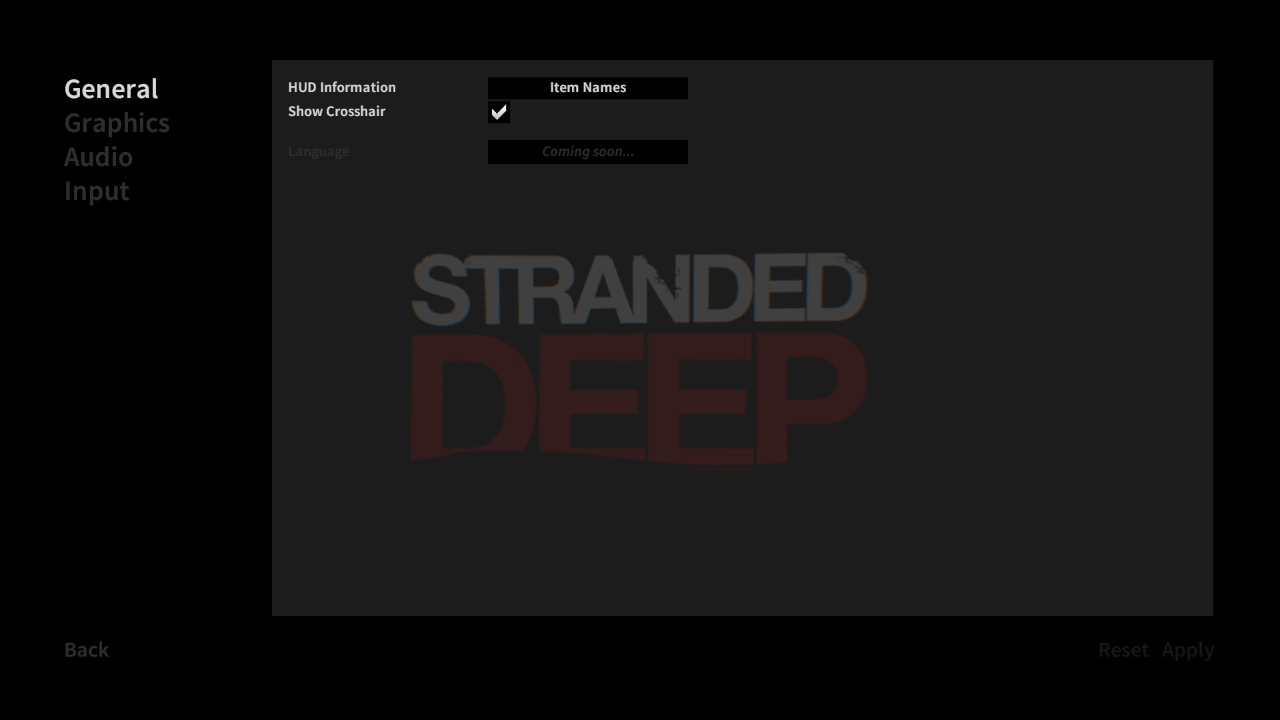 General
Graphics
Audio
Input
HUD Information Item Names
Show Crosshair
Language Coming soon...
STRANDED
DEEP
Back
Reset Apply